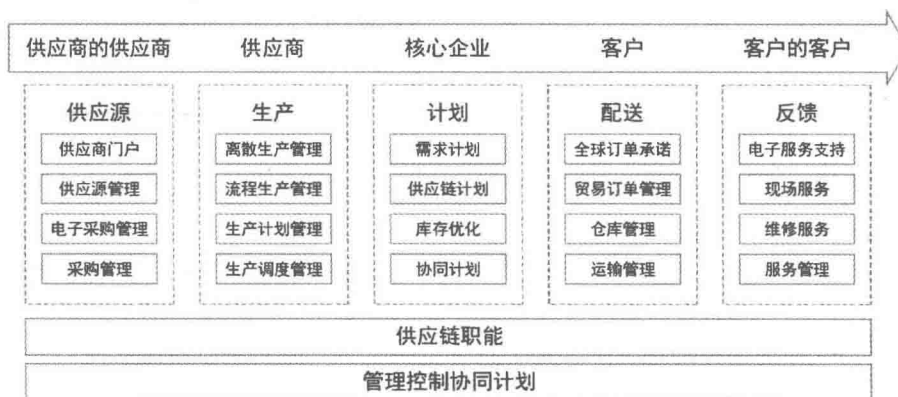 供应商的供应商 供应商 核心企业 客户 客户的客户
供应源 生产 计划 配送 反馈
供应商门户 离散生产管理 需求计划 全球订单承诺 电子服务支持
供应源管理 流程生产管理 供应链计划 贸易订单管理 现场服务
电子采购管理 生产计划管理 库存优化 仓库管理 维修服务
采购管理 生产调度管理 协同计划 运输管理 服务管理
供应链职能
管理控制协同计划